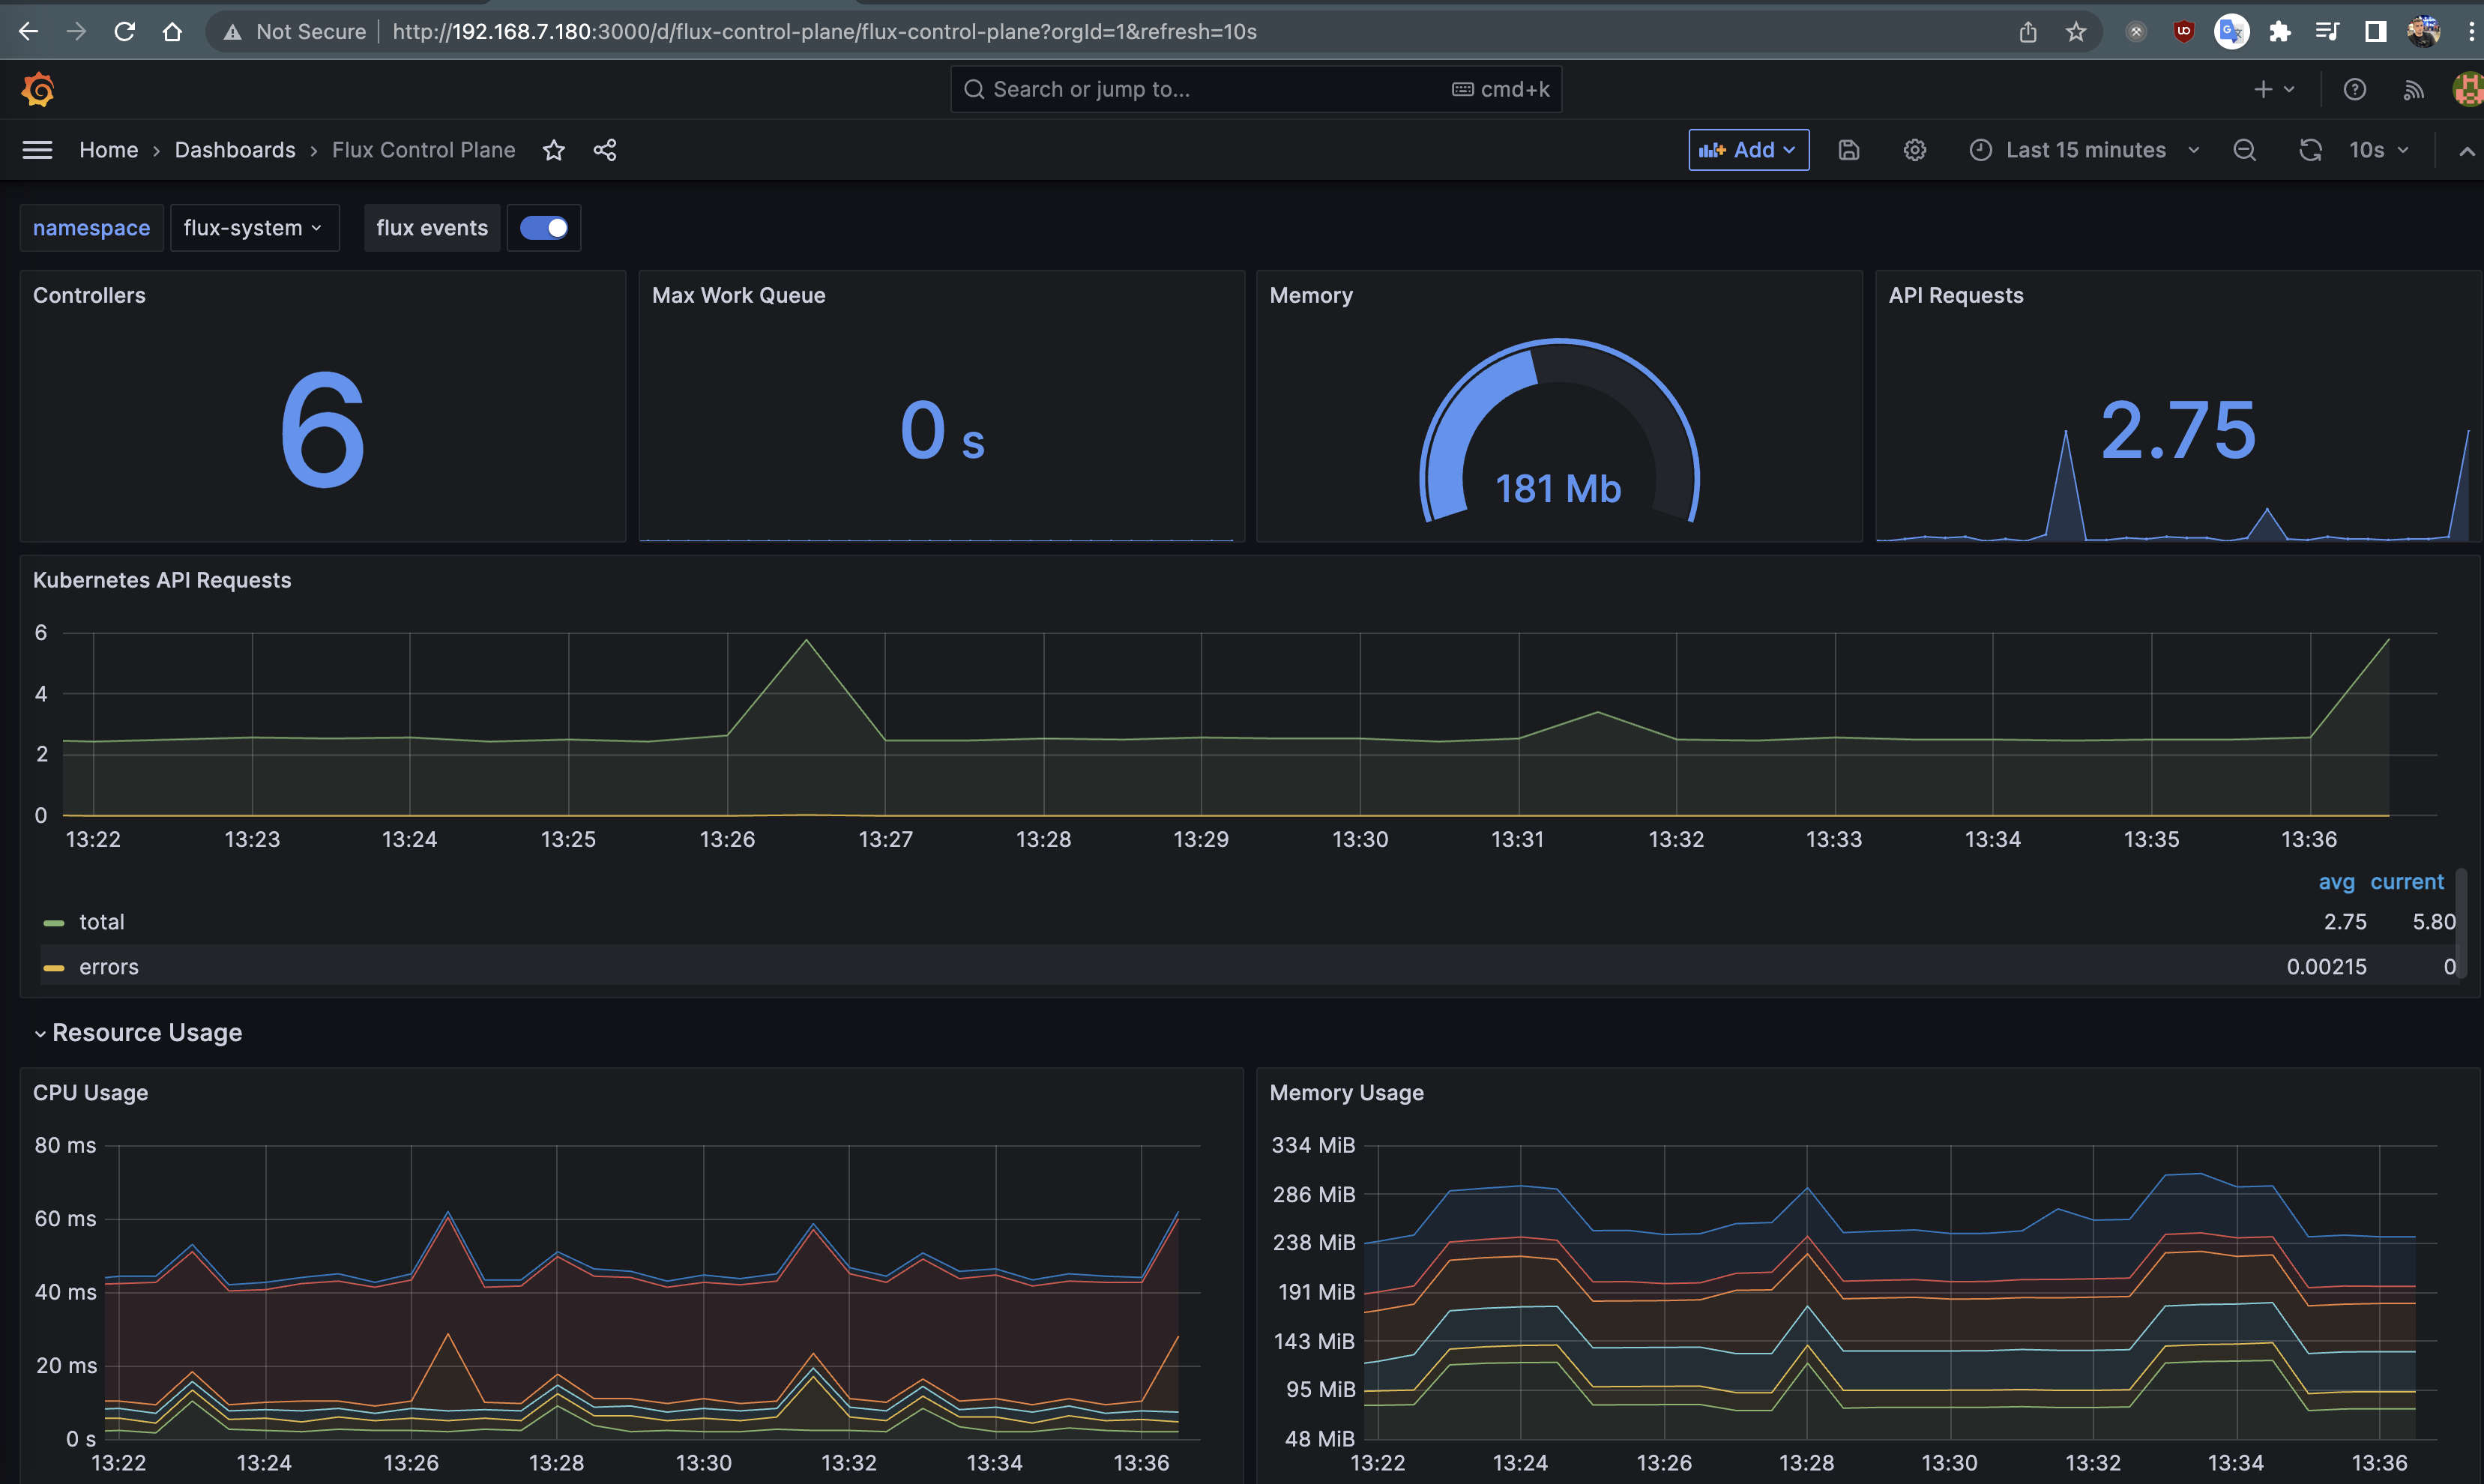 Not Secure http://192.168.7.180:3000/d/flux-control-plane/flux-control-plane?orgId=1&refresh=10s
Search or jump to... cmd+k
Home › Dashboards › Flux Control Plane Add Last 15 minutes 10s
namespace flux-system flux events
Controllers
6
Max Work Queue
0 s
Memory
181 Mb
API Requests
2.75
Kubernetes API Requests
6
4
2
0
13:22 13:23 13:24 13:25 13:26 13:27 13:28 13:29 13:30 13:31 13:32 13:33 13:34 13:35 13:36
avg current
total 2.75 5.80
errors 0.00215 0
Resource Usage
CPU Usage
80 ms
60 ms
40 ms
20 ms
0 s
13:22 13:24 13:26 13:28 13:30 13:32 13:34 13:36
Memory Usage
334 MiB
286 MiB
238 MiB
191 MiB
143 MiB
95 MiB
48 MiB
13:22 13:24 13:26 13:28 13:30 13:32 13:34 13:36